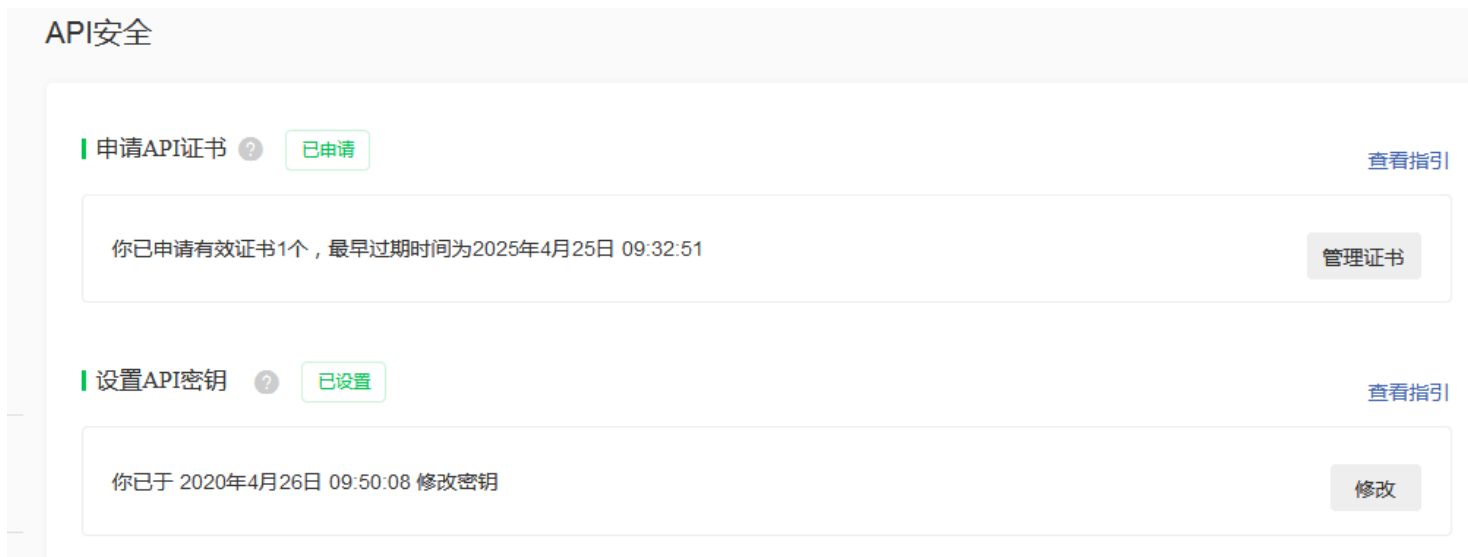 API安全
申请API证书 ? 已申请
查看指引
你已申请有效证书1个，最早过期时间为2025年4月25日 09:32:51
管理证书
设置API密钥 ? 已设置
查看指引
你已于 2020年4月26日 09:50:08 修改密钥
修改